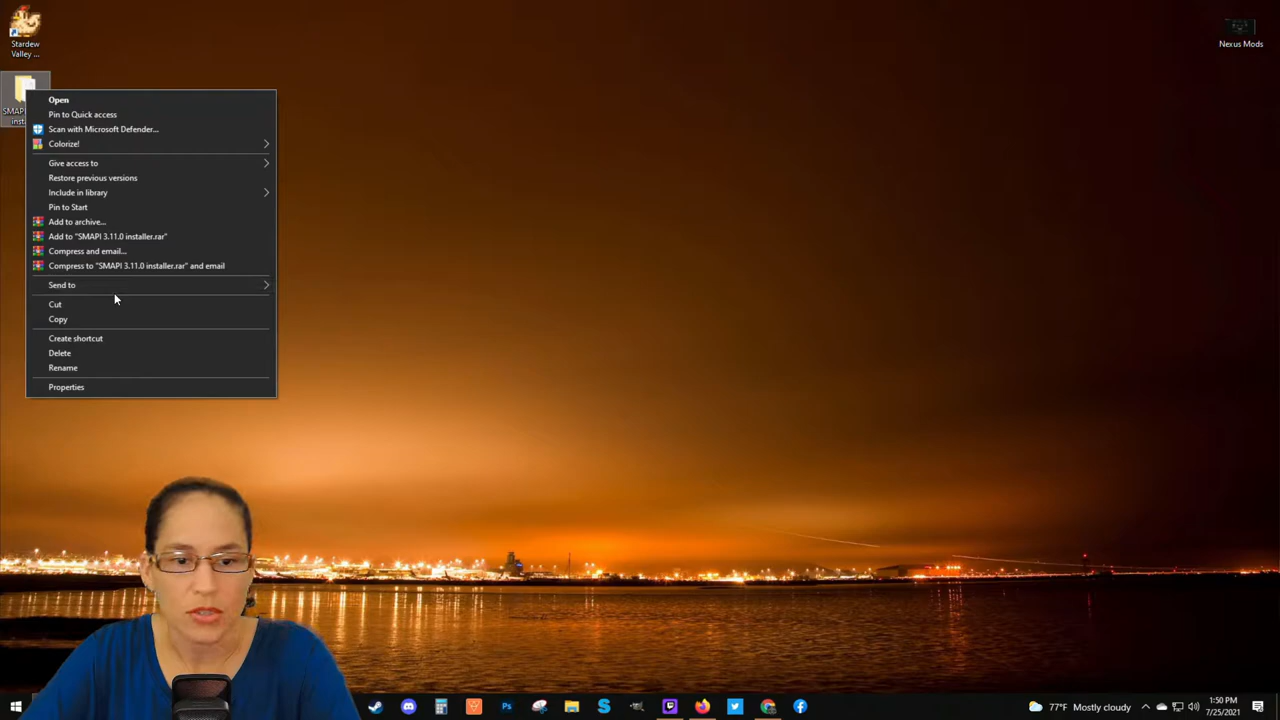 Stardew
Valley ...
Nexus Mods
SMAPI
inst
Open
Pin to Quick access
Scan with Microsoft Defender...
Colorize!
Give access to
Restore previous versions
Include in library
Pin to Start
Add to archive...
Add to "SMAPI 3.11.0 installer.rar"
Compress and email...
Compress to "SMAPI 3.11.0 installer.rar" and email
Send to
Cut
Copy
Create shortcut
Delete
Rename
Properties
77°F Mostly cloudy
1:50 PM
7/25/2021